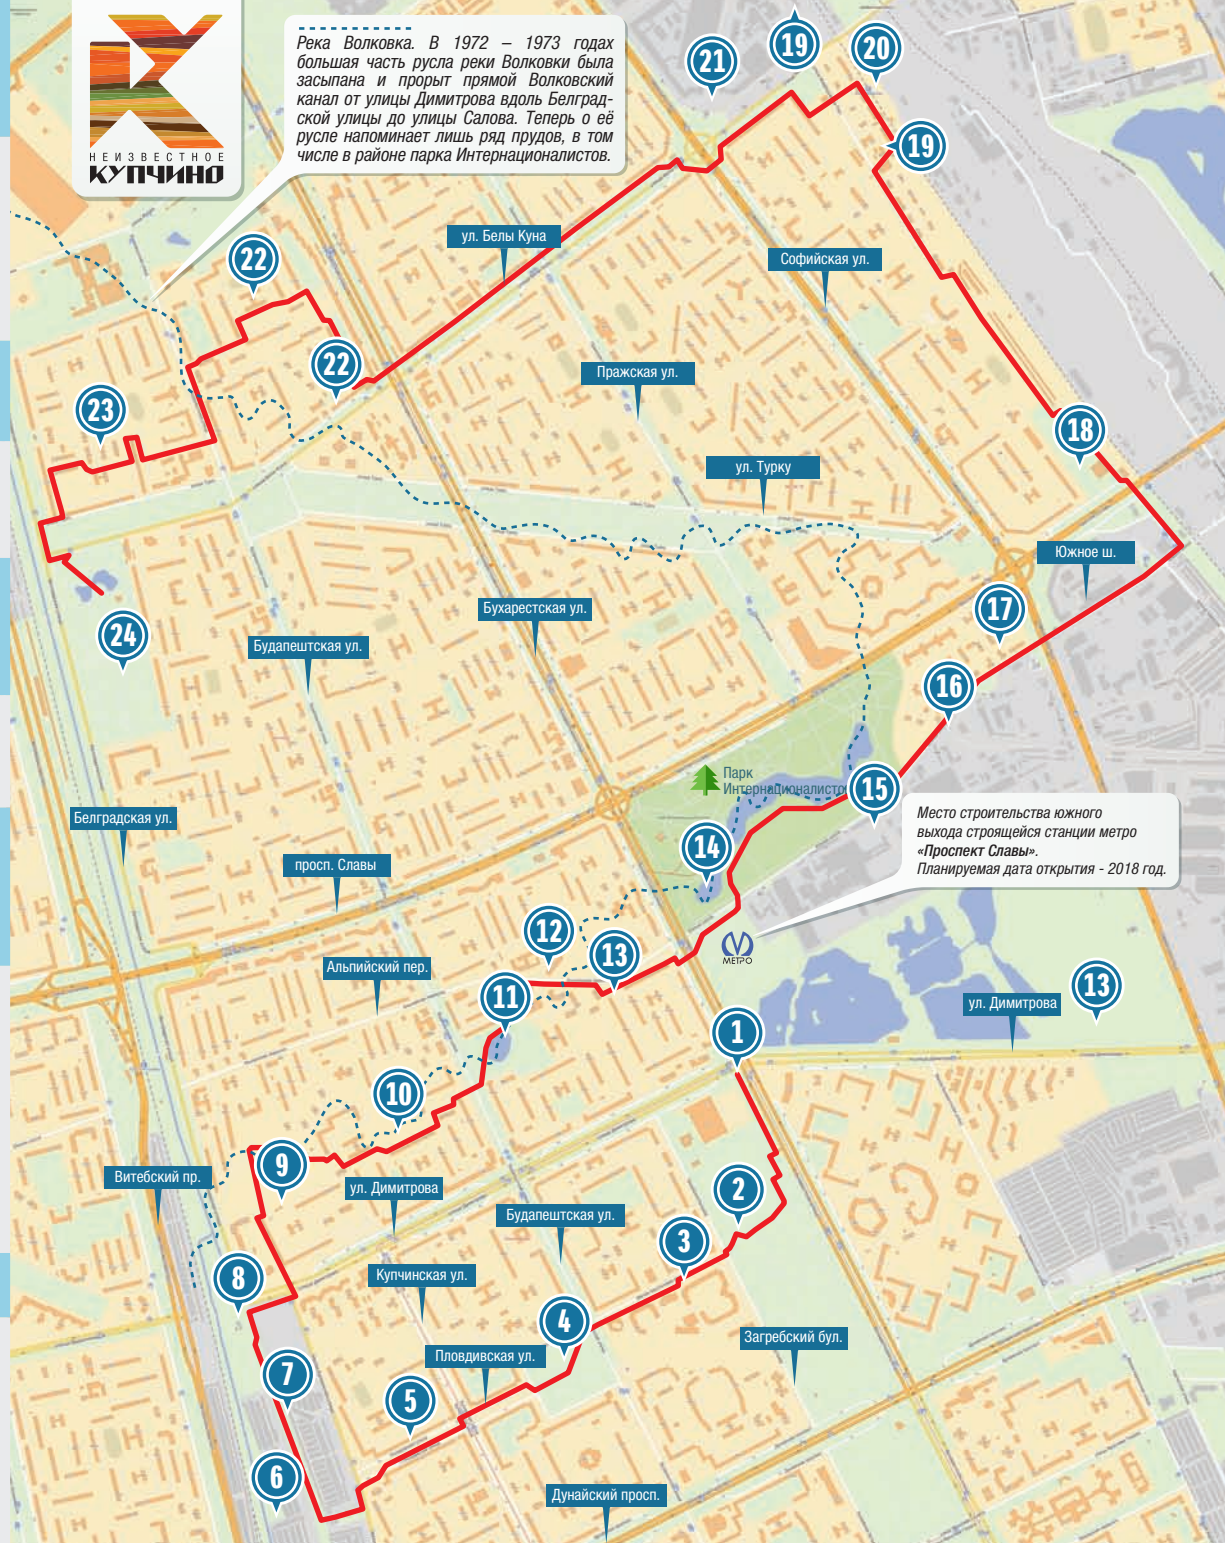 НЕИЗВЕСТНОЕ
КУПЧИНО
Река Волковка. В 1972 – 1973 годах
большая часть русла реки Волковки была
засыпана и прорыт прямой Волковский
канал от улицы Димитрова вдоль Белград-
ской улицы до улицы Салова. Теперь о её
русле напоминает лишь ряд прудов, в том
числе в районе парка Интернационалистов.
21
19
20
19
ул. Белы Куна
22
Софийская ул.
22
Пражская ул.
23
18
ул. Турку
Южное ш.
17
Бухарестская ул.
24
Будапештская ул.
16
Парк
Интернационалисто
15
Белградская ул.
Место строительства южного
выхода строящейся станции метро
«Проспект Славы».
Планируемая дата открытия - 2018 год.
14
просп. Славы
12
13
МЕТРО
Альпийский пер.
11
13
ул. Димитрова
1
10
9
Витебский пр.
ул. Димитрова
2
Будапештская ул.
3
8
Купчинская ул.
4
Загребский бул.
Пловдивская ул.
7
5
6
Дунайский просп.